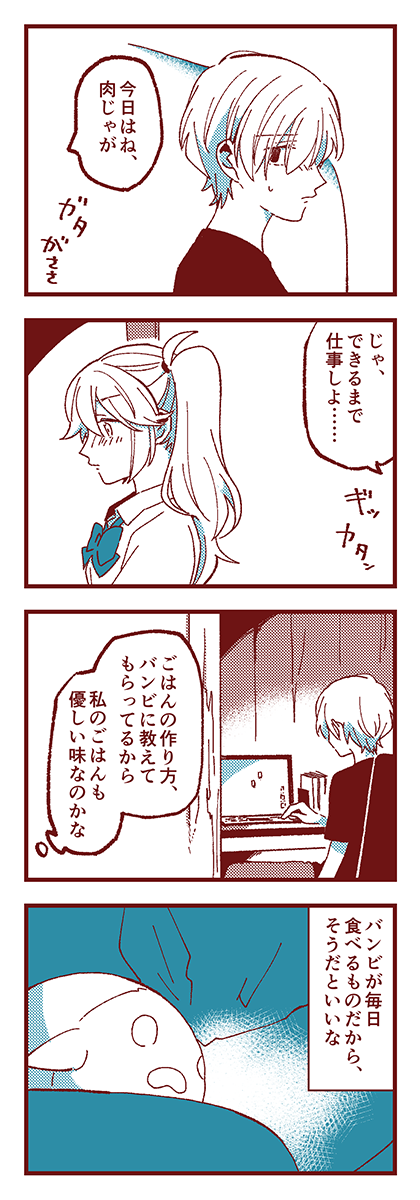 今日はね、
肉じゃが
ガタ
がささ
じゃ、
できるまで
仕事しよ……
ギッ
カタン
ごはんの作り方、
バンビに教えて
もらってるから
私のごはんも
優しい味なのかな
バンビが毎日
食べるものだから、
そうだといいな